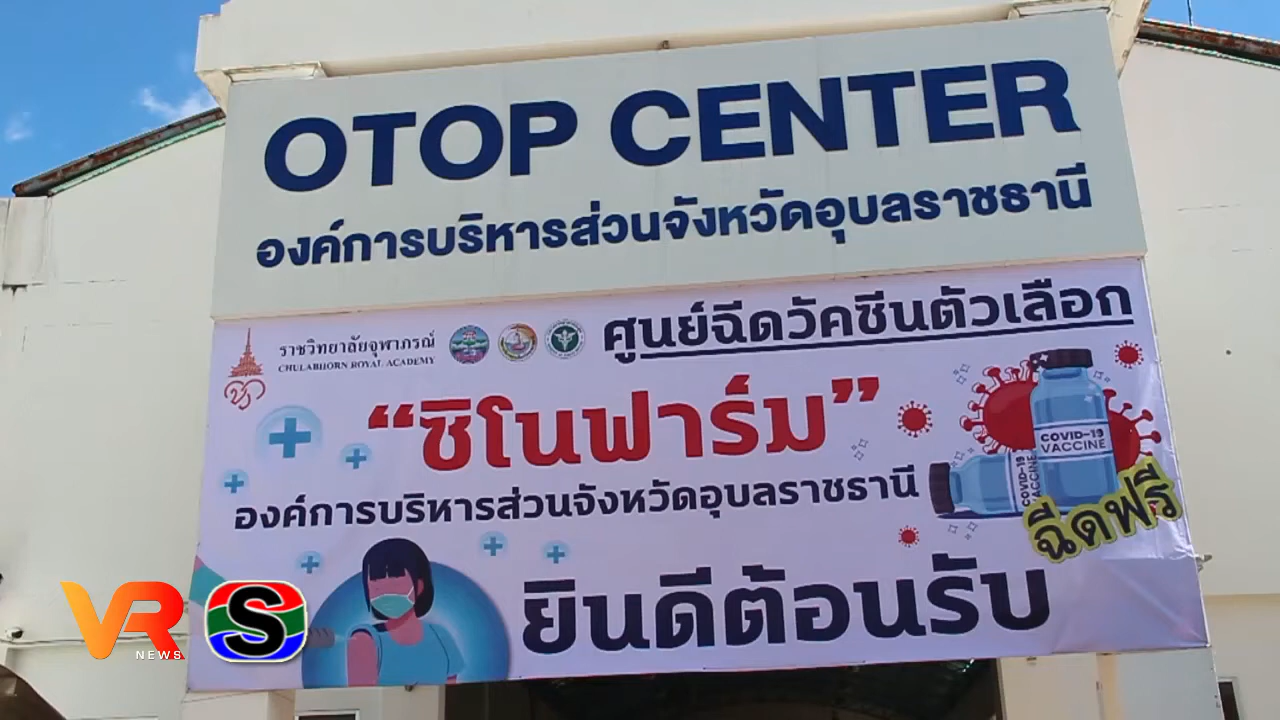 OTOP CENTER
องค์การบริหารส่วนจังหวัดอุบลราชธานี
ราชวิทยาลัยจุฬาภรณ์
CHULABHORN ROYAL ACADEMY
ศูนย์ฉีดวัคซีนตัวเลือก
“ซิโนฟาร์ม”
องค์การบริหารส่วนจังหวัดอุบลราชธานี
COVID-19
VACCINE
COVID-19
VACCINE
ฉีดฟรี
ยินดีต้อนรับ
VR
NEWS
S